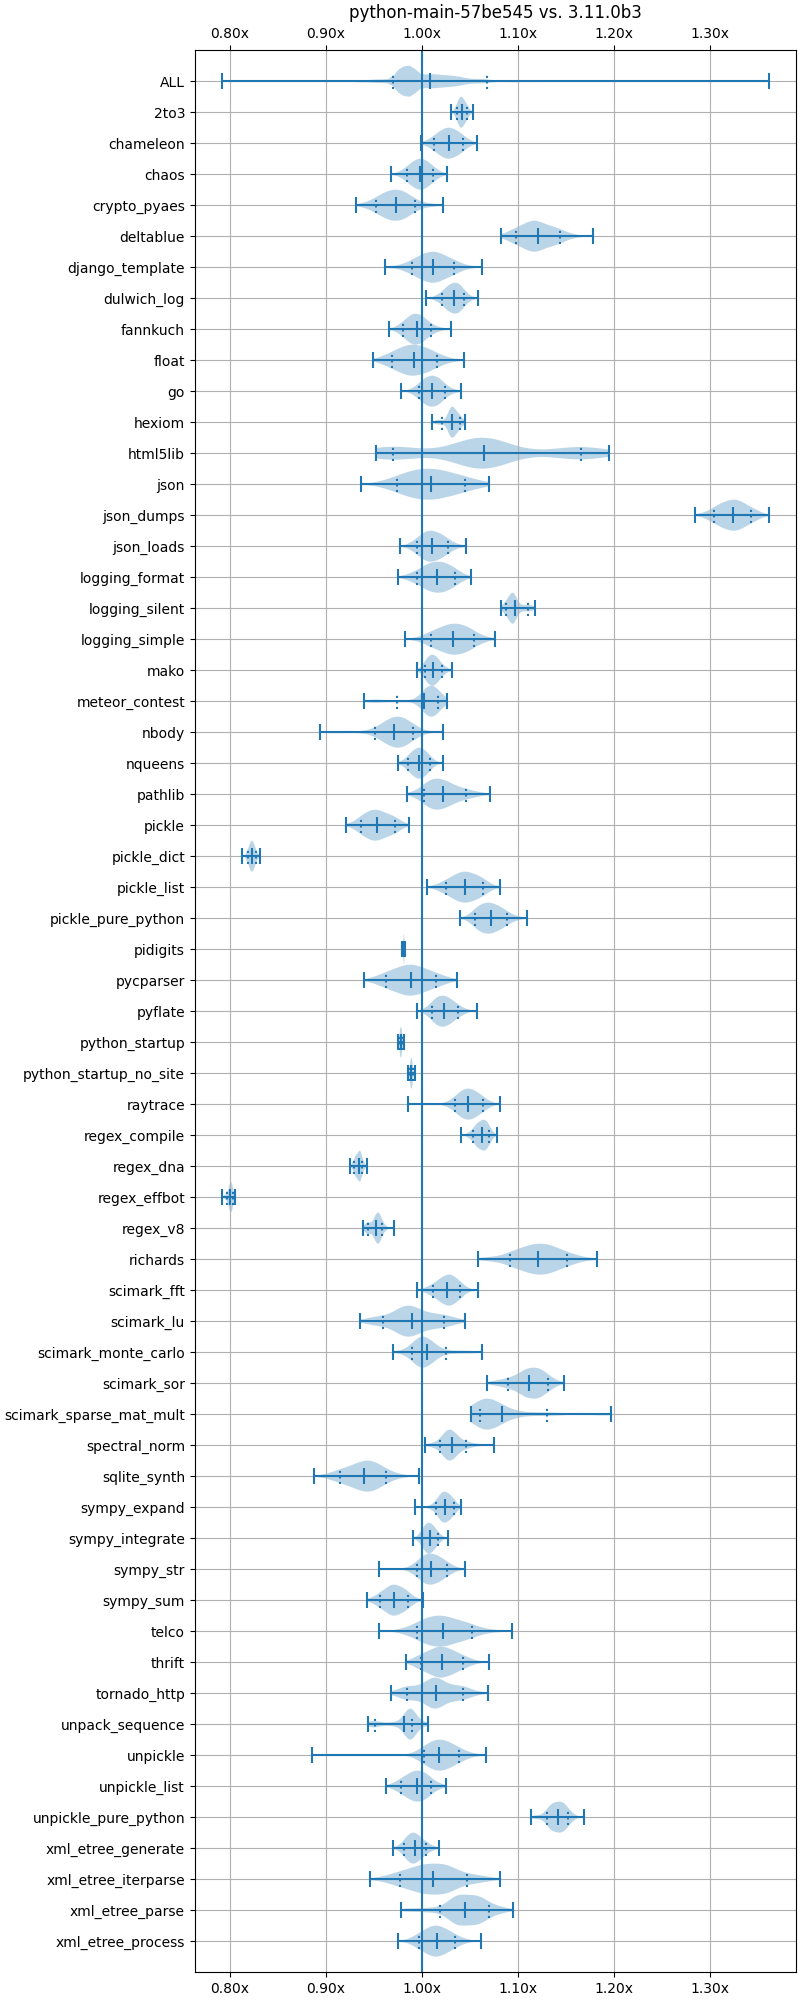 python-main-57be545 vs. 3.11.0b3
0.80x 0.90x 1.00x 1.10x 1.20x 1.30x
ALL
2to3
chameleon
chaos
crypto_pyaes
deltablue
django_template
dulwich_log
fannkuch
float
go
hexiom
html5lib
json
json_dumps
json_loads
logging_format
logging_silent
logging_simple
mako
meteor_contest
nbody
nqueens
pathlib
pickle
pickle_dict
pickle_list
pickle_pure_python
pidigits
pycparser
pyflate
python_startup
python_startup_no_site
raytrace
regex_compile
regex_dna
regex_effbot
regex_v8
richards
scimark_fft
scimark_lu
scimark_monte_carlo
scimark_sor
scimark_sparse_mat_mult
spectral_norm
sqlite_synth
sympy_expand
sympy_integrate
sympy_str
sympy_sum
telco
thrift
tornado_http
unpack_sequence
unpickle
unpickle_list
unpickle_pure_python
xml_etree_generate
xml_etree_iterparse
xml_etree_parse
xml_etree_process
0.80x 0.90x 1.00x 1.10x 1.20x 1.30x